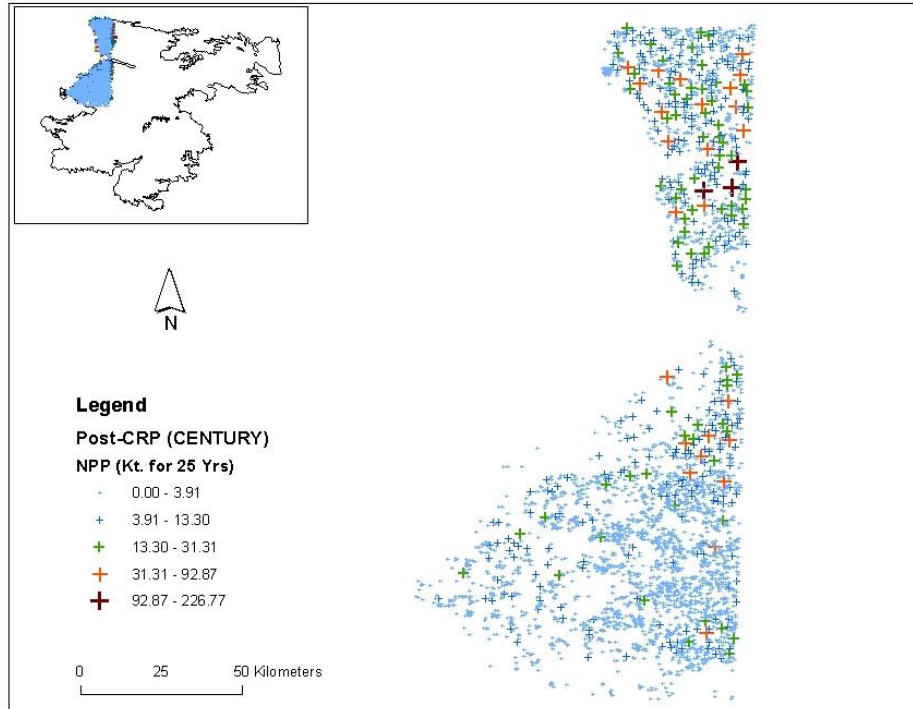 N
Legend
Post-CRP (CENTURY)
NPP (Kt. for 25 Yrs)
0.00 - 3.91
3.91 - 13.30
13.30 - 31.31
31.31 - 92.87
92.87 - 226.77
0 25 50 Kilometers